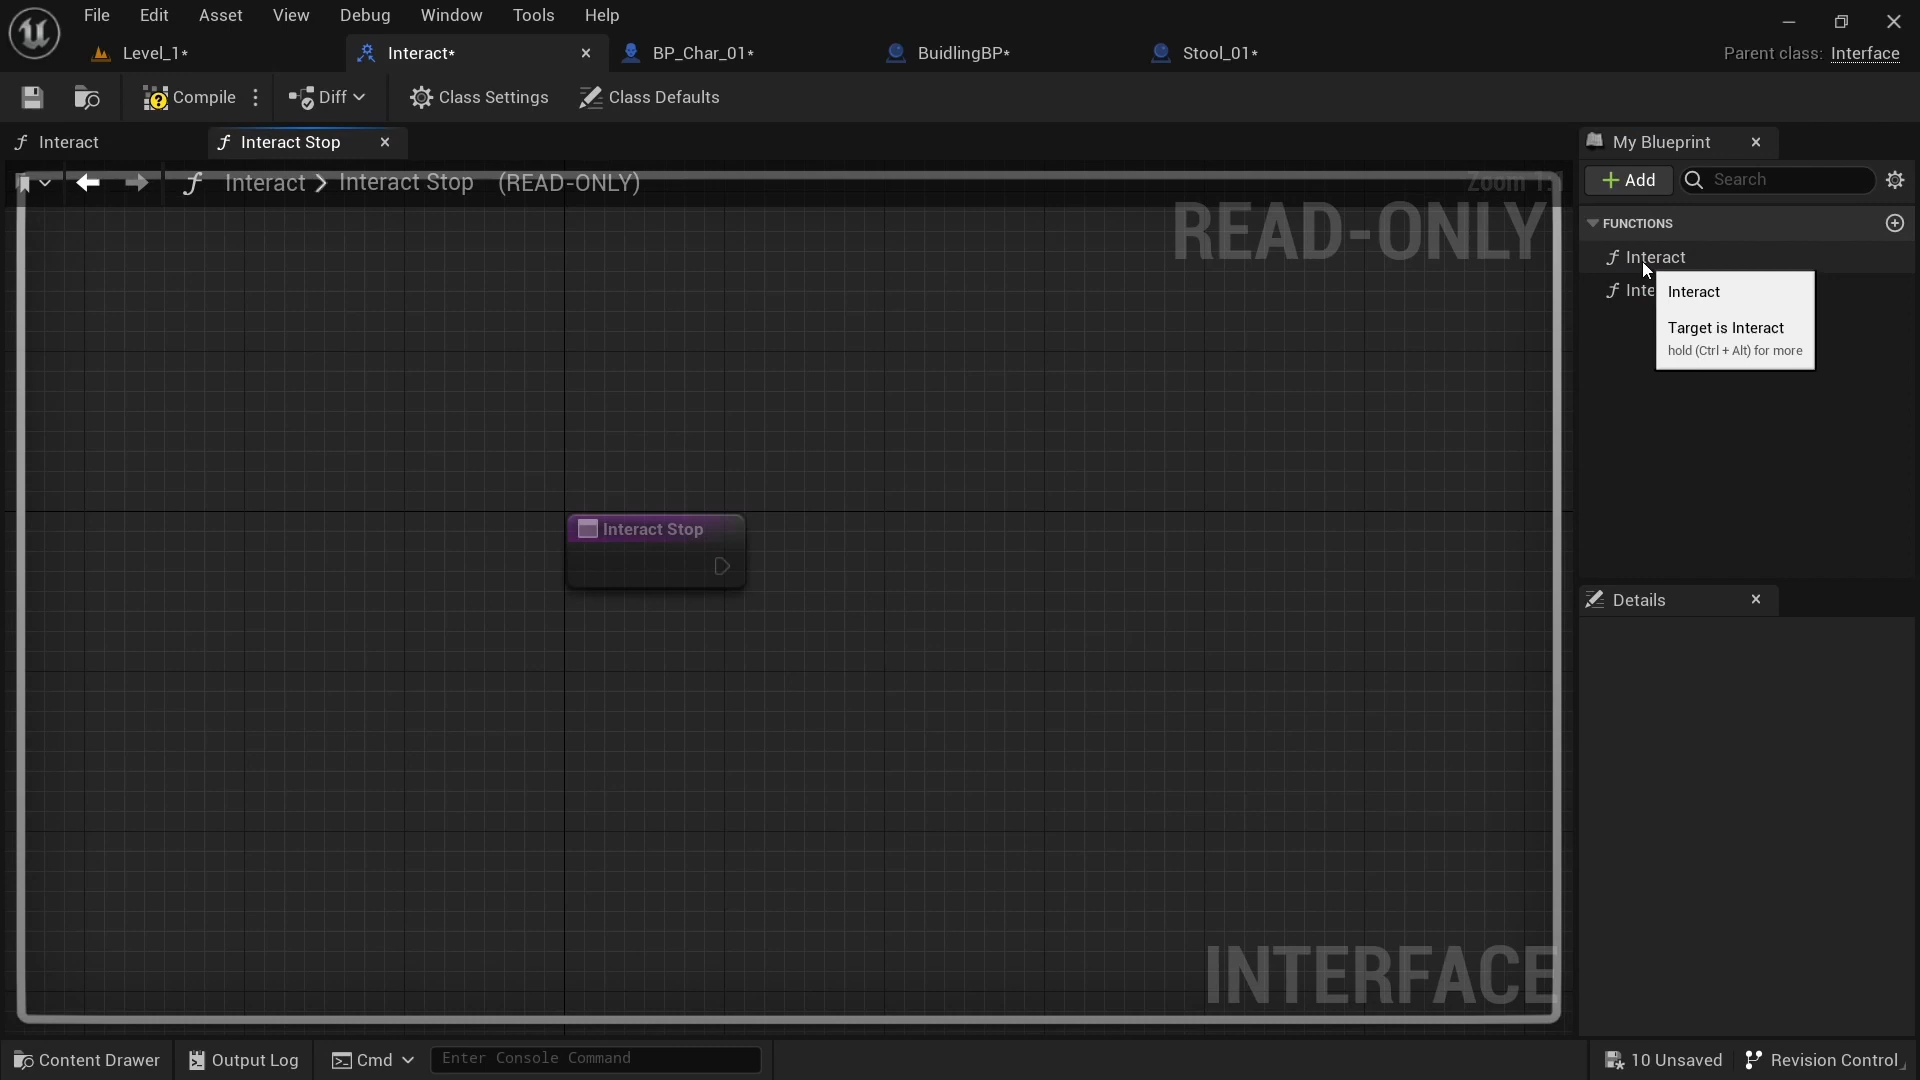 File Edit Asset View Debug Window Tools Help
Level_1* Interact* BP_Char_01* BuidlingBP* Stool_01* Parent class: Interface
Compile Diff Class Settings Class Defaults
Interact Interact Stop My Blueprint
Interact Interact Stop (READ-ONLY) Zoom 1:1
Add Search
READ-ONLY
FUNCTIONS
Interact
Inte
Interact
Target is Interact
hold (Ctrl + Alt) for more
Interact Stop
Details
INTERFACE
Content Drawer Output Log Cmd Enter Console Command 10 Unsaved Revision Control